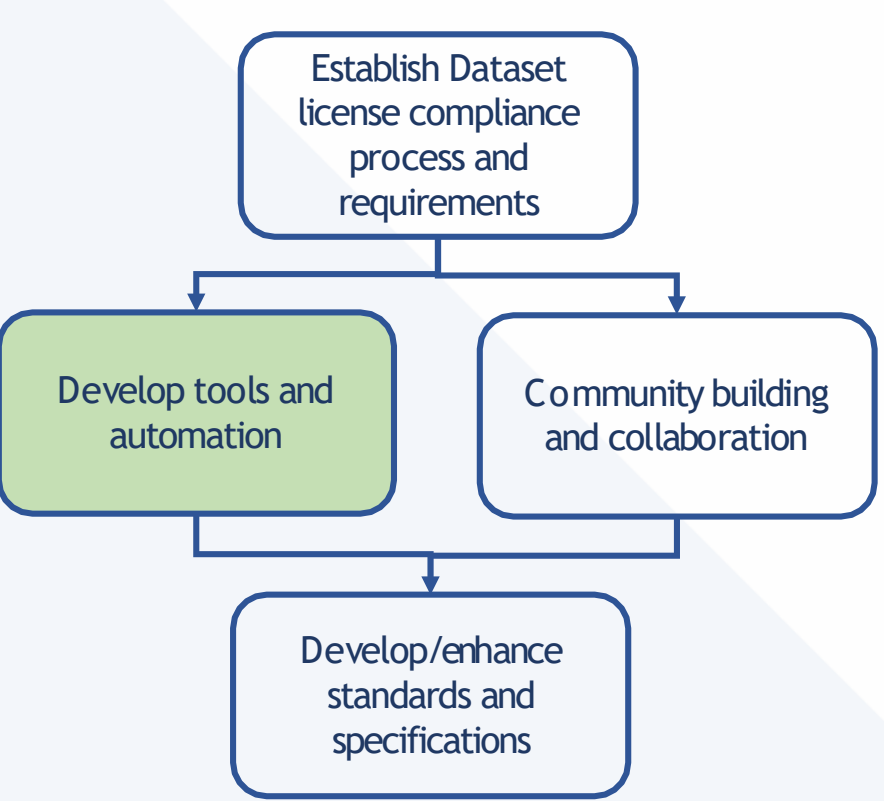 Establish Dataset
license compliance
process and
requirements
Develop tools and
automation
Community building
and collaboration
Develop/enhance
standards and
specifications